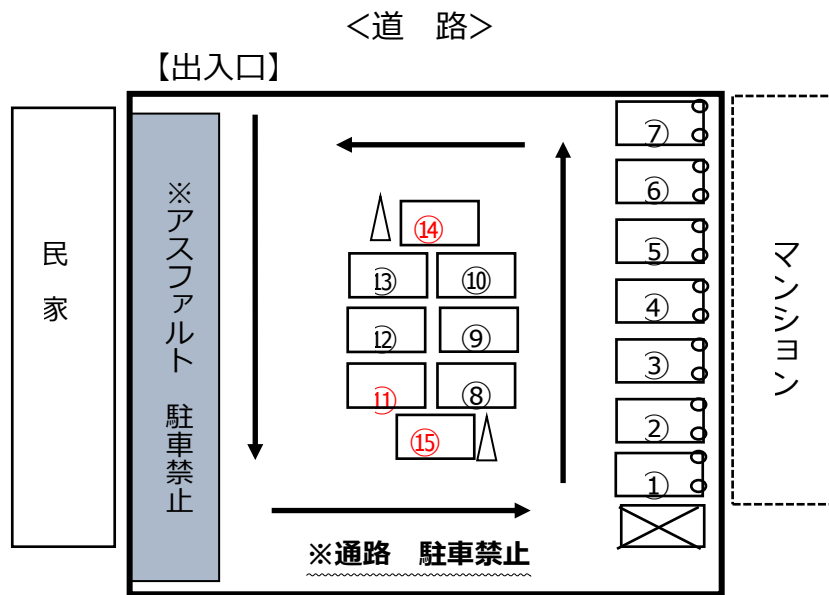 <道 路>
【出入口】
⑦
⑥
⑤
④
③
②
①
⑭
⑬
⑩
⑫
⑨
⑪
⑧
⑮
民家
※アスファルト 駐車禁止
マンション
※通路 駐車禁止